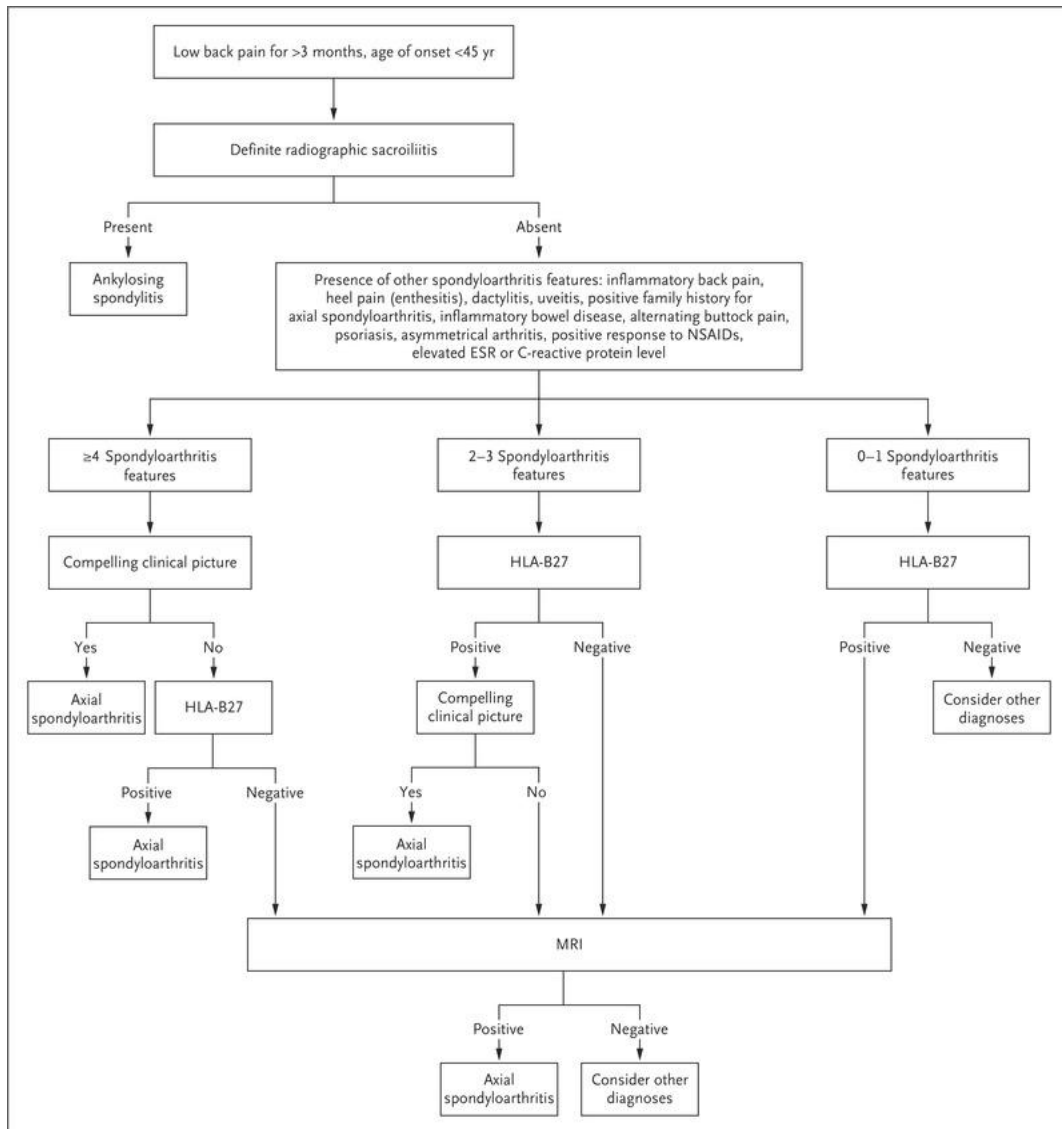 Low back pain for >3 months, age of onset <45 yr
Definite radiographic sacroiliitis
Present
Absent
Ankylosing
spondylitis
Presence of other spondyloarthritis features: inflammatory back pain,
heel pain (enthesitis), dactylitis, uveitis, positive family history for
axial spondyloarthritis, inflammatory bowel disease, alternating buttock pain,
psoriasis, asymmetrical arthritis, positive response to NSAIDs,
elevated ESR or C-reactive protein level
≥4 Spondyloarthritis
features
2–3 Spondyloarthritis
features
0–1 Spondyloarthritis
features
Compelling clinical picture
HLA-B27
HLA-B27
Yes
No
Positive
Negative
Positive
Negative
Axial
spondyloarthritis
HLA-B27
Compelling
clinical picture
Consider other
diagnoses
Positive
Negative
Yes
No
Axial
spondyloarthritis
Axial
spondyloarthritis
MRI
Positive
Negative
Axial
spondyloarthritis
Consider other
diagnoses